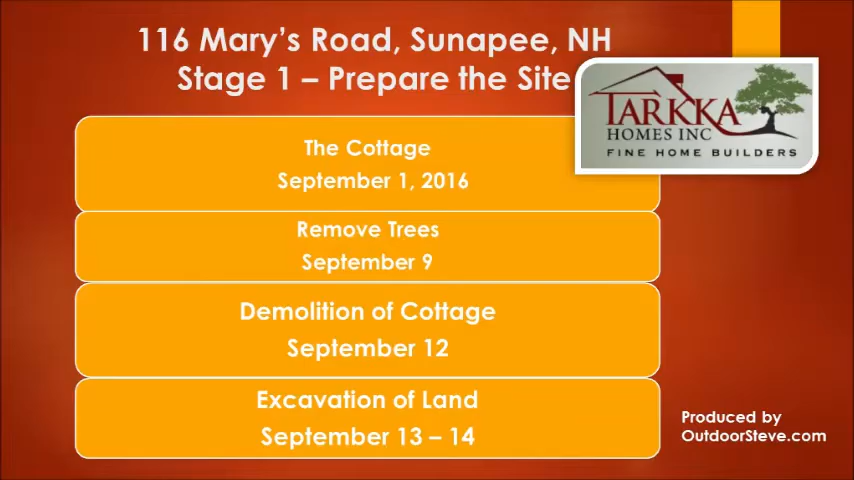 116 Mary’s Road, Sunapee, NH
Stage 1 – Prepare the Site
TARKKA
HOMES INC
FINE HOME BUILDERS
The Cottage
September 1, 2016
Remove Trees
September 9
Demolition of Cottage
September 12
Excavation of Land
September 13 – 14
Produced by
OutdoorSteve.com